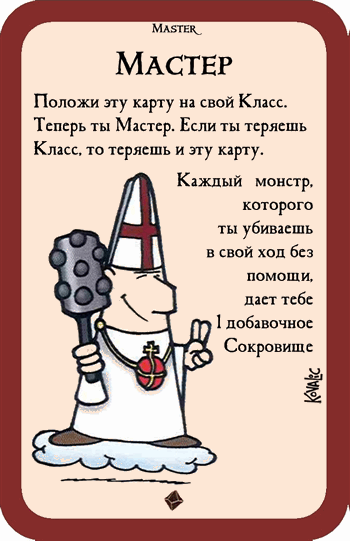 Master
Мастер
Положи эту карту на свой Класс.
Теперь ты Мастер. Если ты теряешь
Класс, то теряешь и эту карту.
Каждый монстр,
которого
ты убиваешь
в свой ход без
помощи,
дает тебе
1 добавочное
Сокровище
Kovalic